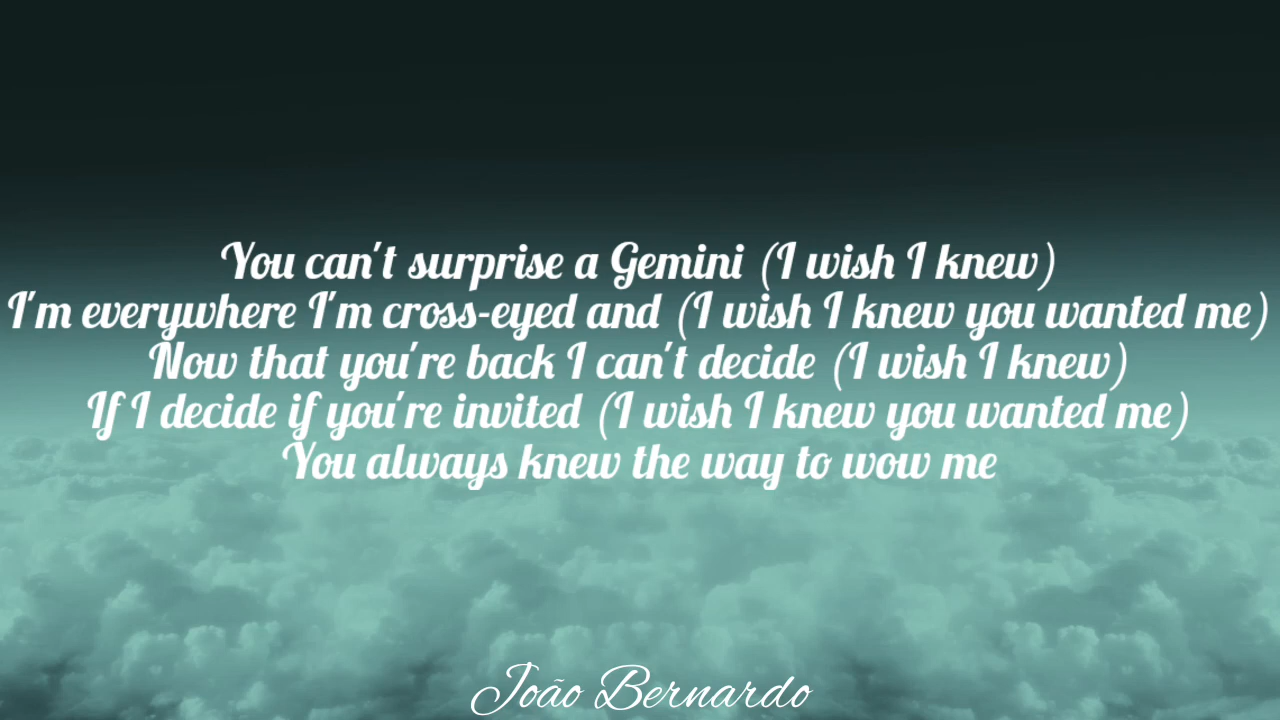 You can't surprise a Gemini (I wish I knew)
I'm everywhere I'm cross-eyed and (I wish I knew you wanted me)
Now that you're back I can't decide (I wish I knew)
If I decide if you're invited (I wish I knew you wanted me)
You always knew the way to wow me
João Bernardo